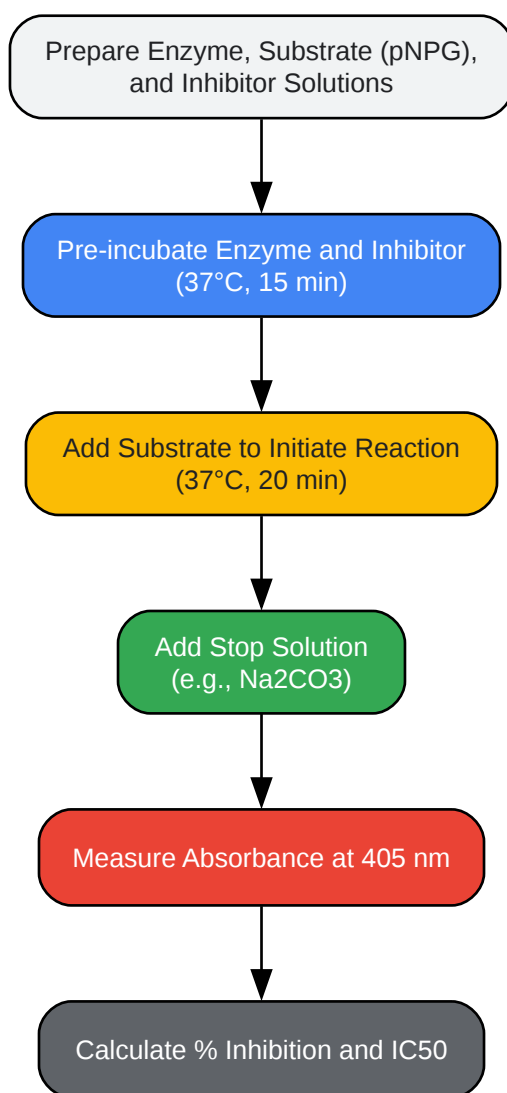 Prepare Enzyme, Substrate (pNPG),
and Inhibitor Solutions
Pre-incubate Enzyme and Inhibitor
(37°C, 15 min)
Add Substrate to Initiate Reaction
(37°C, 20 min)
Add Stop Solution
(e.g., Na2CO3)
Measure Absorbance at 405 nm
Calculate % Inhibition and IC50